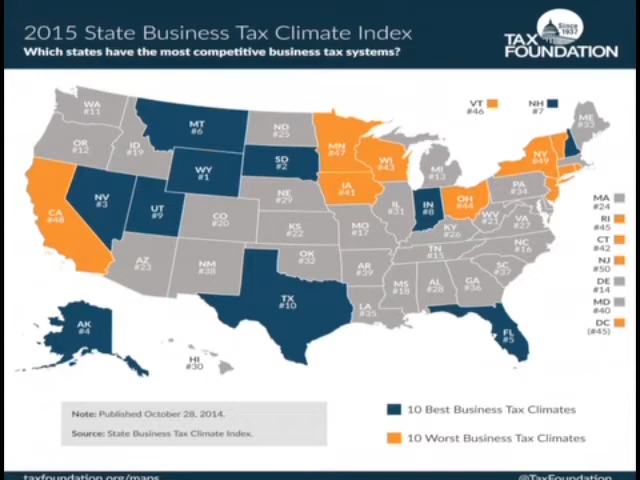 2015 State Business Tax Climate Index
Which states have the most competitive business tax systems?
Since
1937
TAX
FOUNDATION
WA
#11
OR
#12
CA
#48
NV
#3
ID
#19
MT
#6
WY
#1
UT
#9
AZ
#23
CO
#20
NM
#38
ND
#25
SD
#2
NE
#29
KS
#22
OK
#32
TX
#10
MN
#47
IA
#41
MO
#17
AR
#39
LA
#35
WI
#43
IL
#31
MI
#13
IN
#8
OH
#44
KY
#26
TN
#15
MS
#18
AL
#28
GA
#36
FL
#5
SC
#37
NC
#16
VA
#27
WV
#21
PA
#34
NY
#49
ME
#33
VT
#46
NH
#7
MA
#24
RI
#45
CT
#42
NJ
#50
DE
#14
MD
#40
DC
(#45)
AK
#4
HI
#30
Note: Published October 28, 2014.
Source: State Business Tax Climate Index.
10 Best Business Tax Climates
10 Worst Business Tax Climates
taxfoundation.org/maps
@TaxFoundation